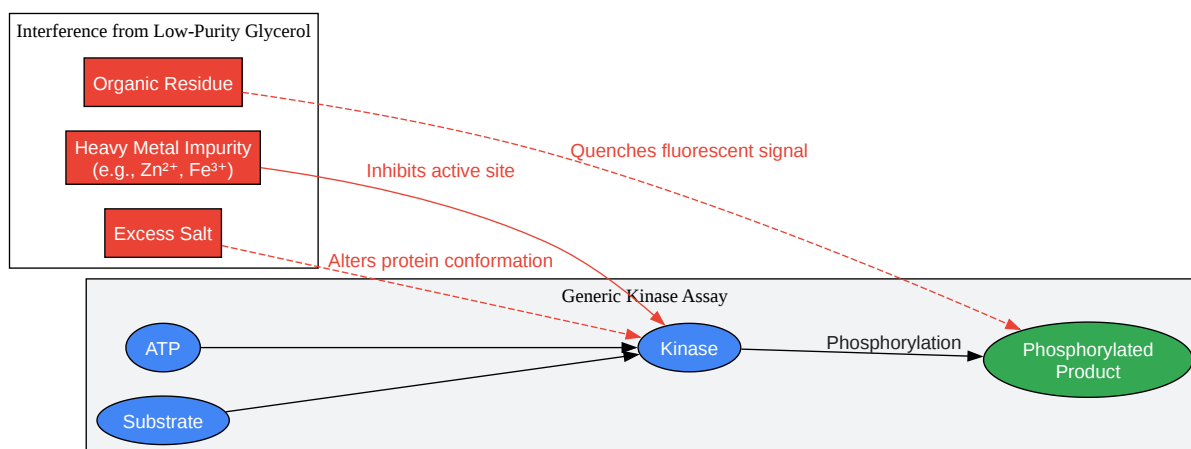 Interference from Low-Purity Glycerol
Organic Residue
Heavy Metal Impurity
(e.g., Zn²⁺, Fe³⁺)
Excess Salt
Quenches fluorescent signal
Inhibits active site
Alters protein conformation
Generic Kinase Assay
ATP
Substrate
Kinase
Phosphorylation
Phosphorylated
Product